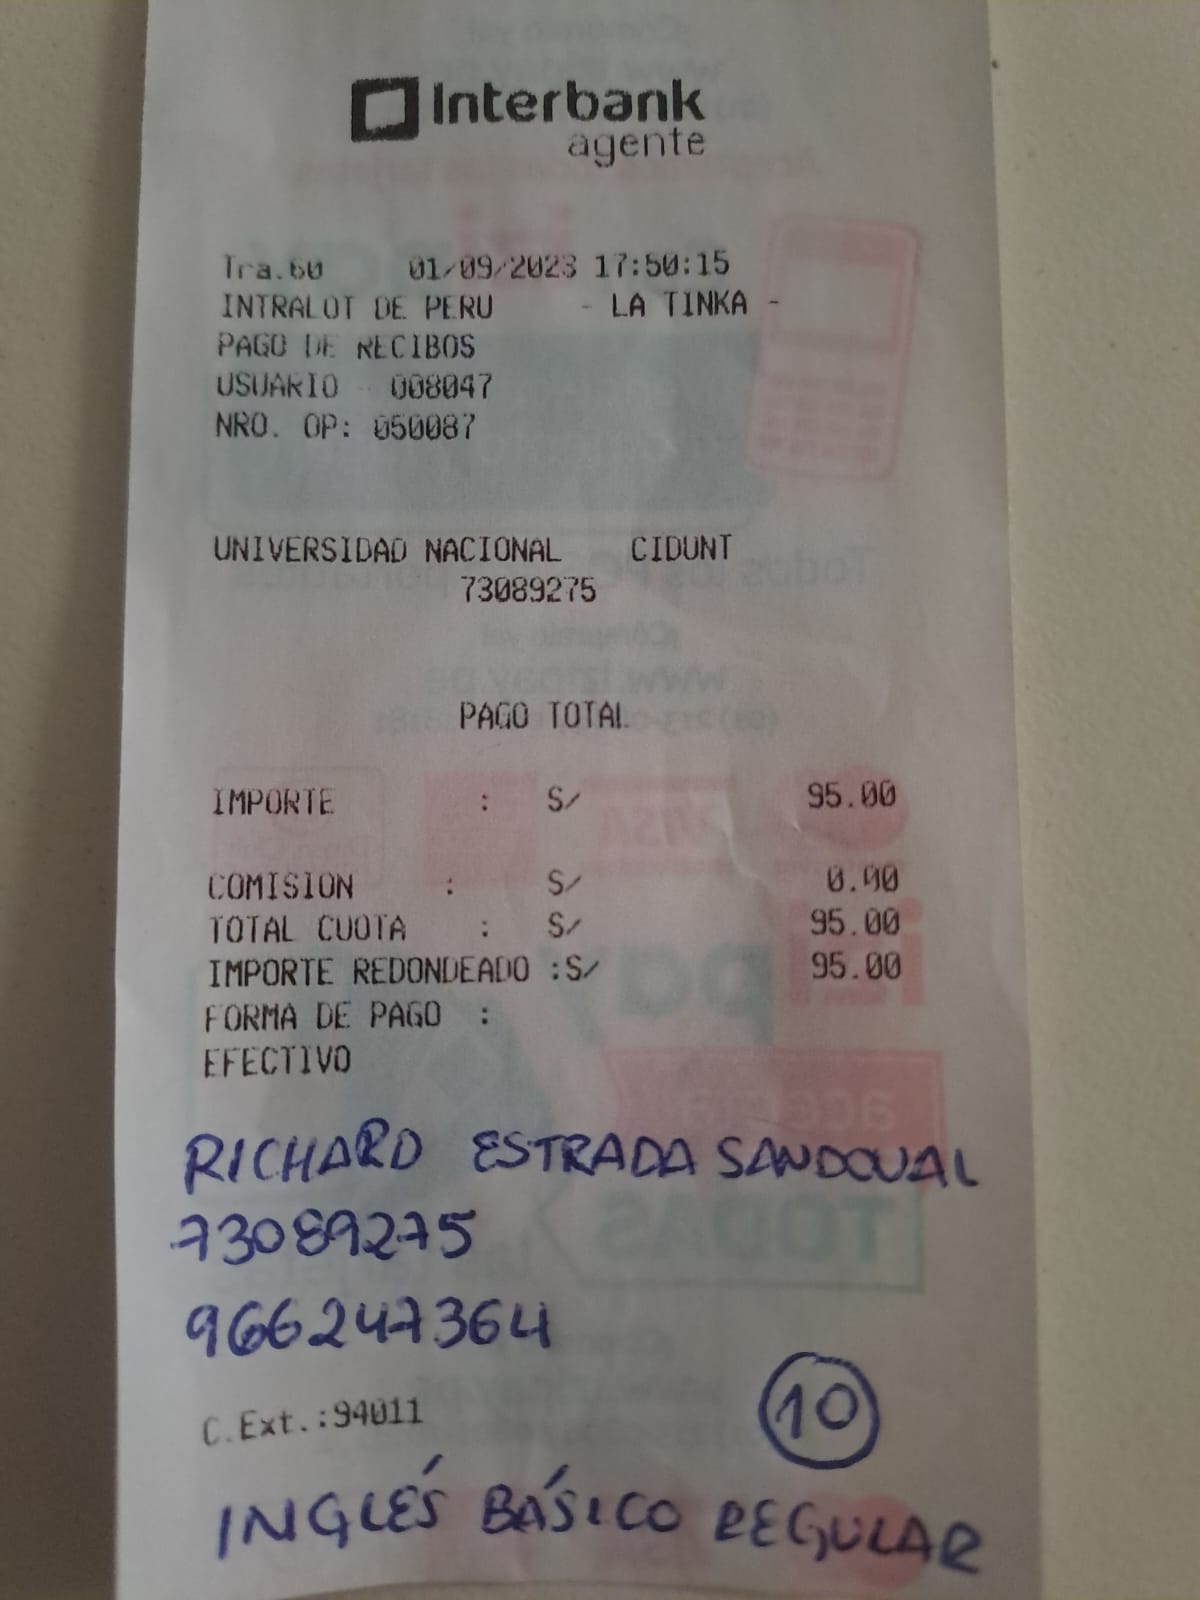 Interbank
agente
Tra.60 01/09/2023 17:50:15
INTRALOT DE PERU - LA TINKA -
PAGO DE RECIBOS
USUARIO - 008047
NRO. OP: 050087
UNIVERSIDAD NACIONAL CIDUNT
73089275
PAGO TOTAL
IMPORTE : S/ 95.00
COMISION : S/ 0.00
TOTAL CUOTA : S/ 95.00
IMPORTE REDONDEADO :S/ 95.00
FORMA DE PAGO :
EFECTIVO
RICHARD ESTRADA SANDOVAL
73089275
966247364
C.Ext.:94011
10
INGLÉS BÁSICO REGULAR